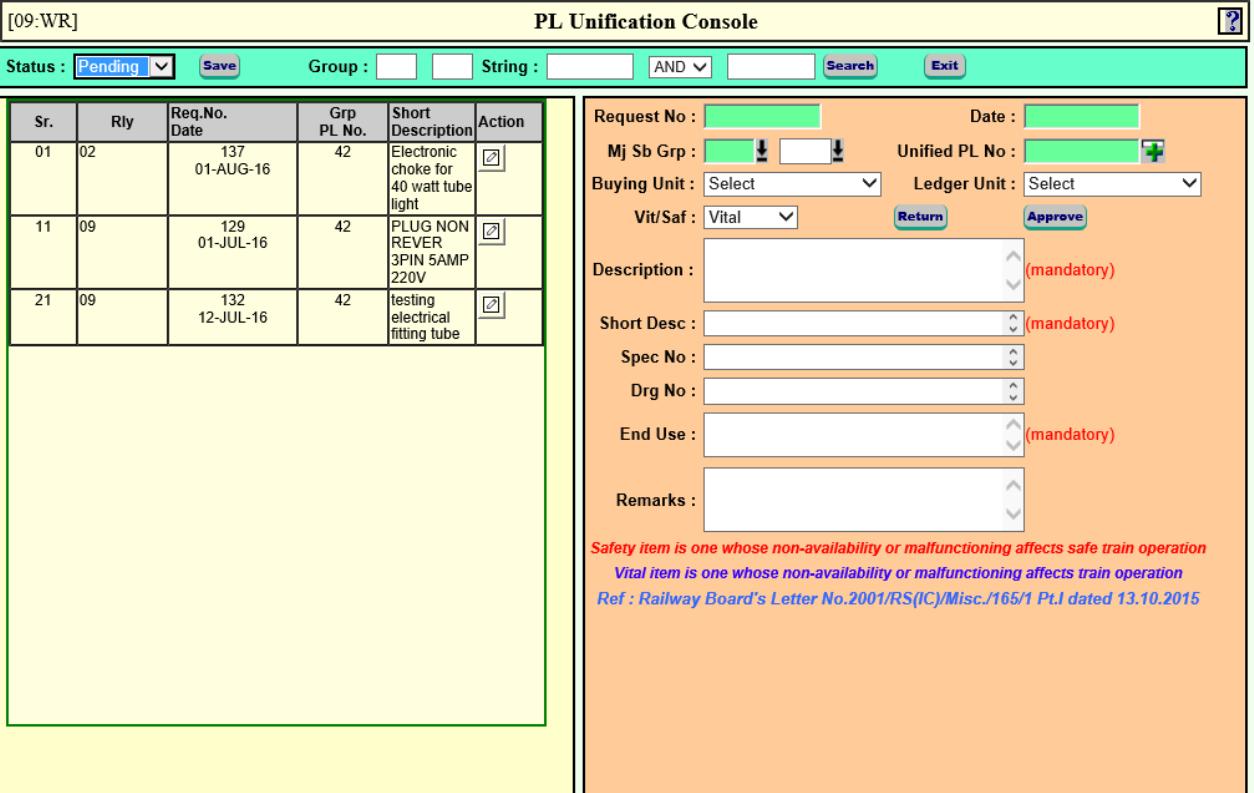 [09:WR] PL Unification Console ?
Status : Pending Save Group : String : AND Search Exit
Sr. Rly Req.No. Date Grp PL No. Short Description Action
01 02 137 01-AUG-16 42 Electronic choke for 40 watt tube light
11 09 129 01-JUL-16 42 PLUG NON REVER 3PIN 5AMP 220V
21 09 132 12-JUL-16 42 testing electrical fitting tube
Request No : Date :
Mj Sb Grp : Unified PL No :
Buying Unit : Select Ledger Unit : Select
Vit/Saf : Vital Return Approve
Description : (mandatory)
Short Desc : (mandatory)
Spec No :
Drg No :
End Use : (mandatory)
Remarks :
Safety item is one whose non-availability or malfunctioning affects safe train operation
Vital item is one whose non-availability or malfunctioning affects train operation
Ref : Railway Board's Letter No.2001/RS(IC)/Misc./165/1 Pt.I dated 13.10.2015